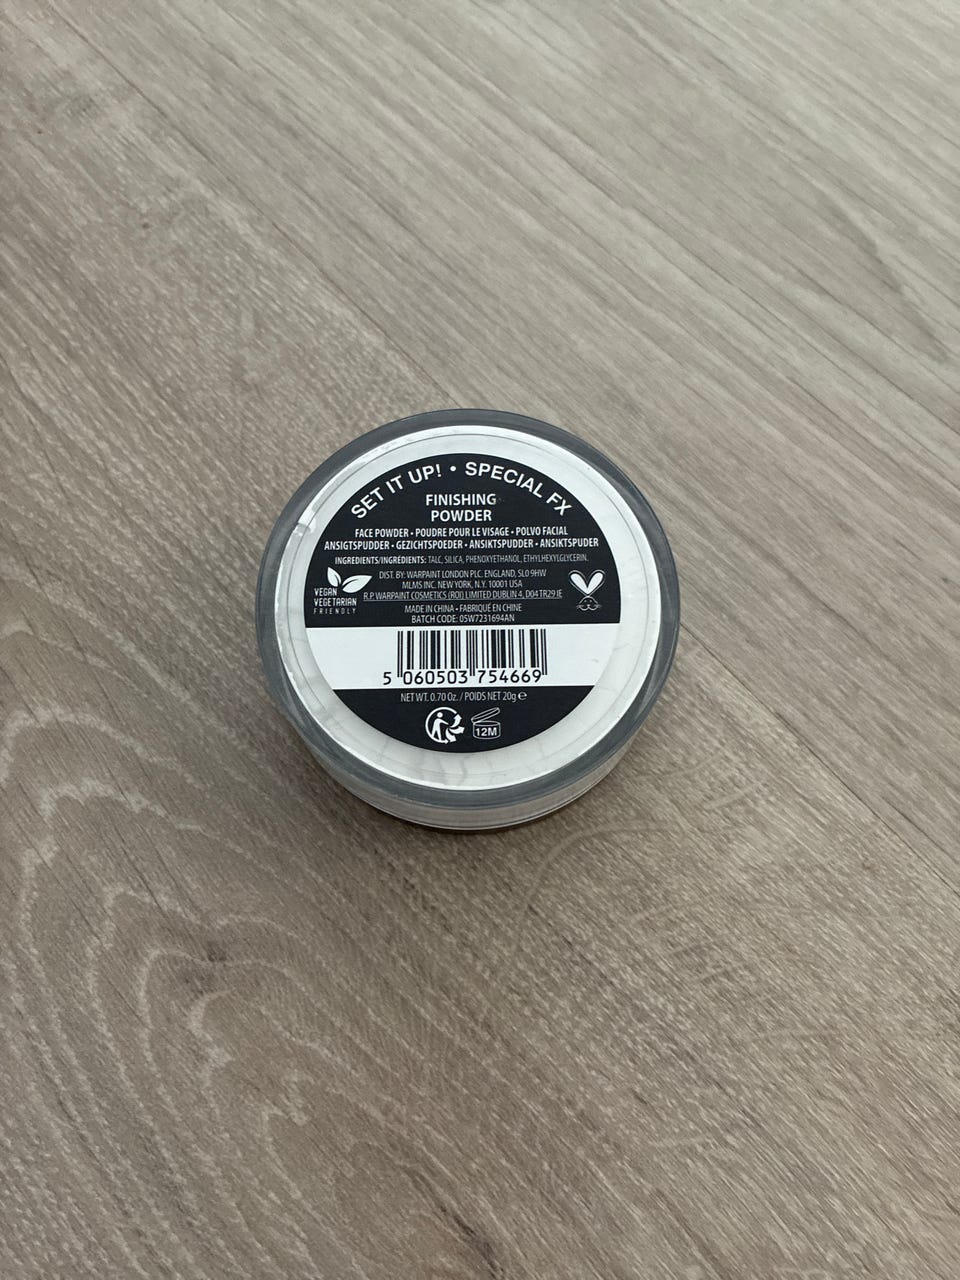 SET IT UP! • SPECIAL FX
FINISHING
POWDER
FACE POWDER • POUDRE POUR LE VISAGE • POLVO FACIAL
ANSIGTSPUDDER • GEZICHTSPOEDER • ANSIKTSPUDDER • ANSIKTSPUDER
INGREDIENTS/INGRÉDIENTS: TALC, SILICA, PHENOXYETHANOL, ETHYLHEXYLGLYCERIN.
DIST. BY: WARPAINT LONDON PLC. ENGLAND, SL0 9HW
MLMS INC. NEW YORK, N.Y. 10001 USA
R.P. WARPAINT COSMETICS (ROI) LIMITED DUBLIN 4, D04 TR29 IE
VEGAN
VEGETARIAN
FRIENDLY
MADE IN CHINA • FABRIQUÉ EN CHINE
BATCH CODE: 05W7231694AN
5 060503 754669
NET WT. 0.70 Oz. / POIDS NET 20g ℮
12M